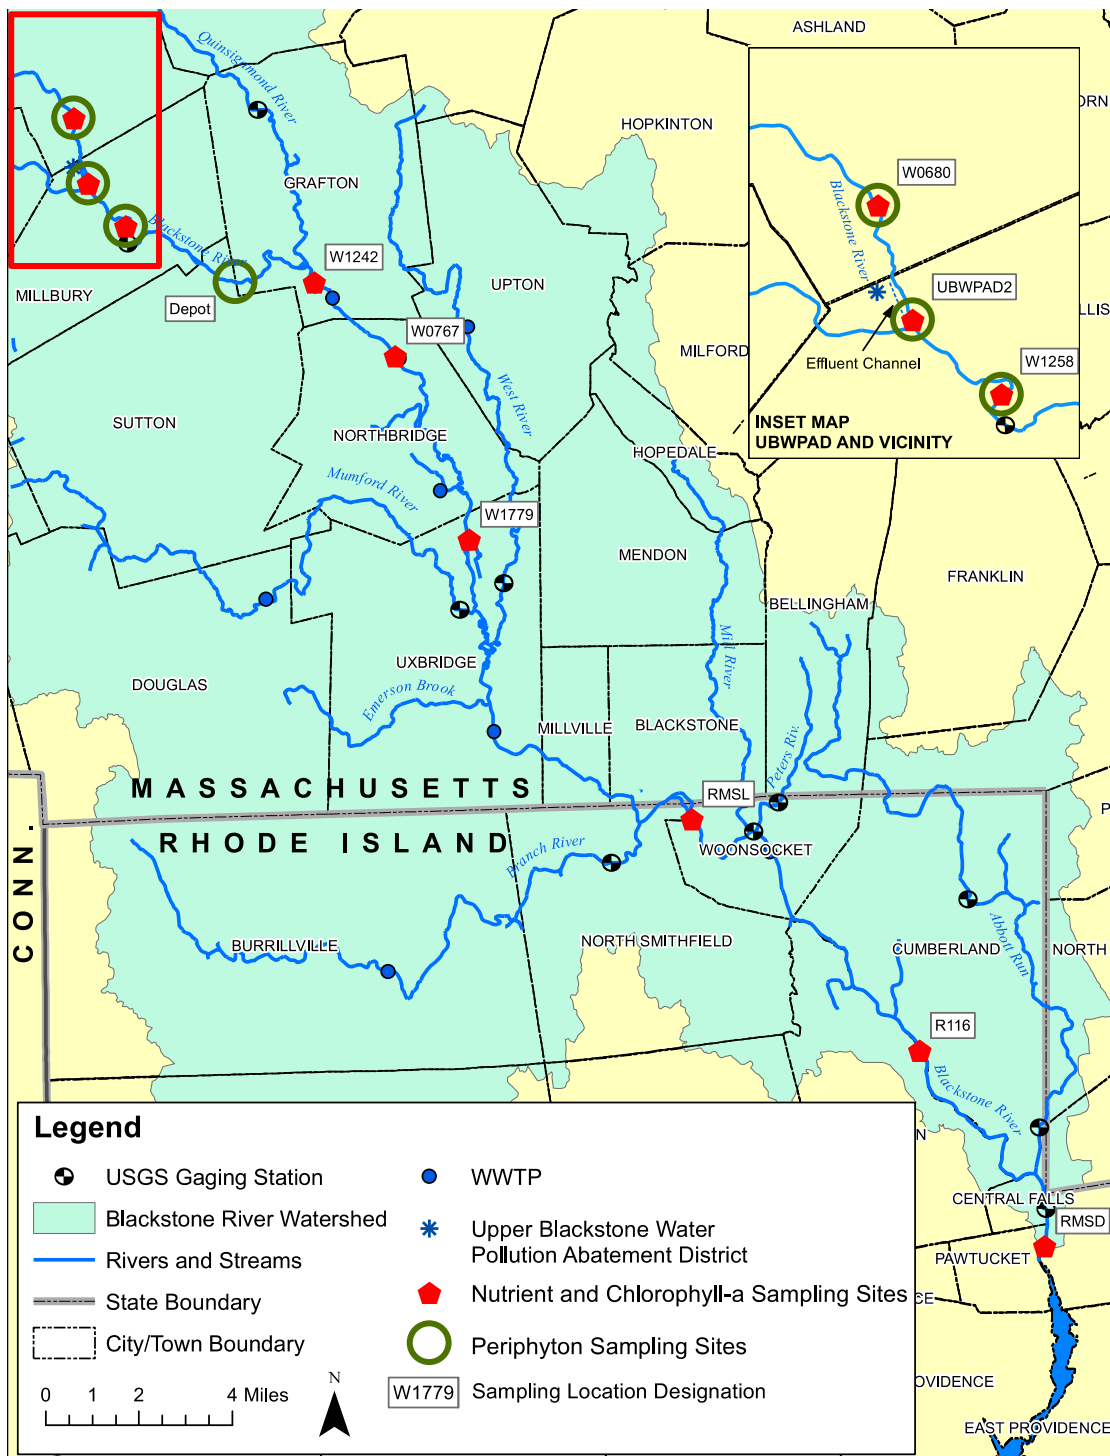 ASHLAND
Quinsigamond River
HOPKINTON
ORN
GRAFTON
W0680
Blackstone River
W1242
UPTON
UBWPAD2
MILLBURY
Depot
Blackstone River
LLIS
W0767
MILFORD
Effluent Channel
W1258
West River
SUTTON
INSET MAP
UBWPAD AND VICINITY
NORTHBRIDGE
HOPEDALE
Mumford River
W1779
MENDON
FRANKLIN
BELLINGHAM
Mill River
UXBRIDGE
DOUGLAS
Emerson Brook
MILLVILLE
BLACKSTONE
Peters Riv.
MASSACHUSETTS
RMSL
RHODE ISLAND
CONN.
Branch River
WOONSOCKET
BURRILLVILLE
NORTH SMITHFIELD
CUMBERLAND
Abbott Run
NORTH
P
R116
Blackstone River
N
CENTRAL FALLS
RMSD
PAWTUCKET
CE
OVIDENCE
EAST PROVIDENCE
Legend
USGS Gaging Station
Blackstone River Watershed
Rivers and Streams
State Boundary
City/Town Boundary
0 1 2 4 Miles
N
WWTP
Upper Blackstone Water
Pollution Abatement District
Nutrient and Chlorophyll-a Sampling Sites
Periphyton Sampling Sites
W1779 Sampling Location Designation